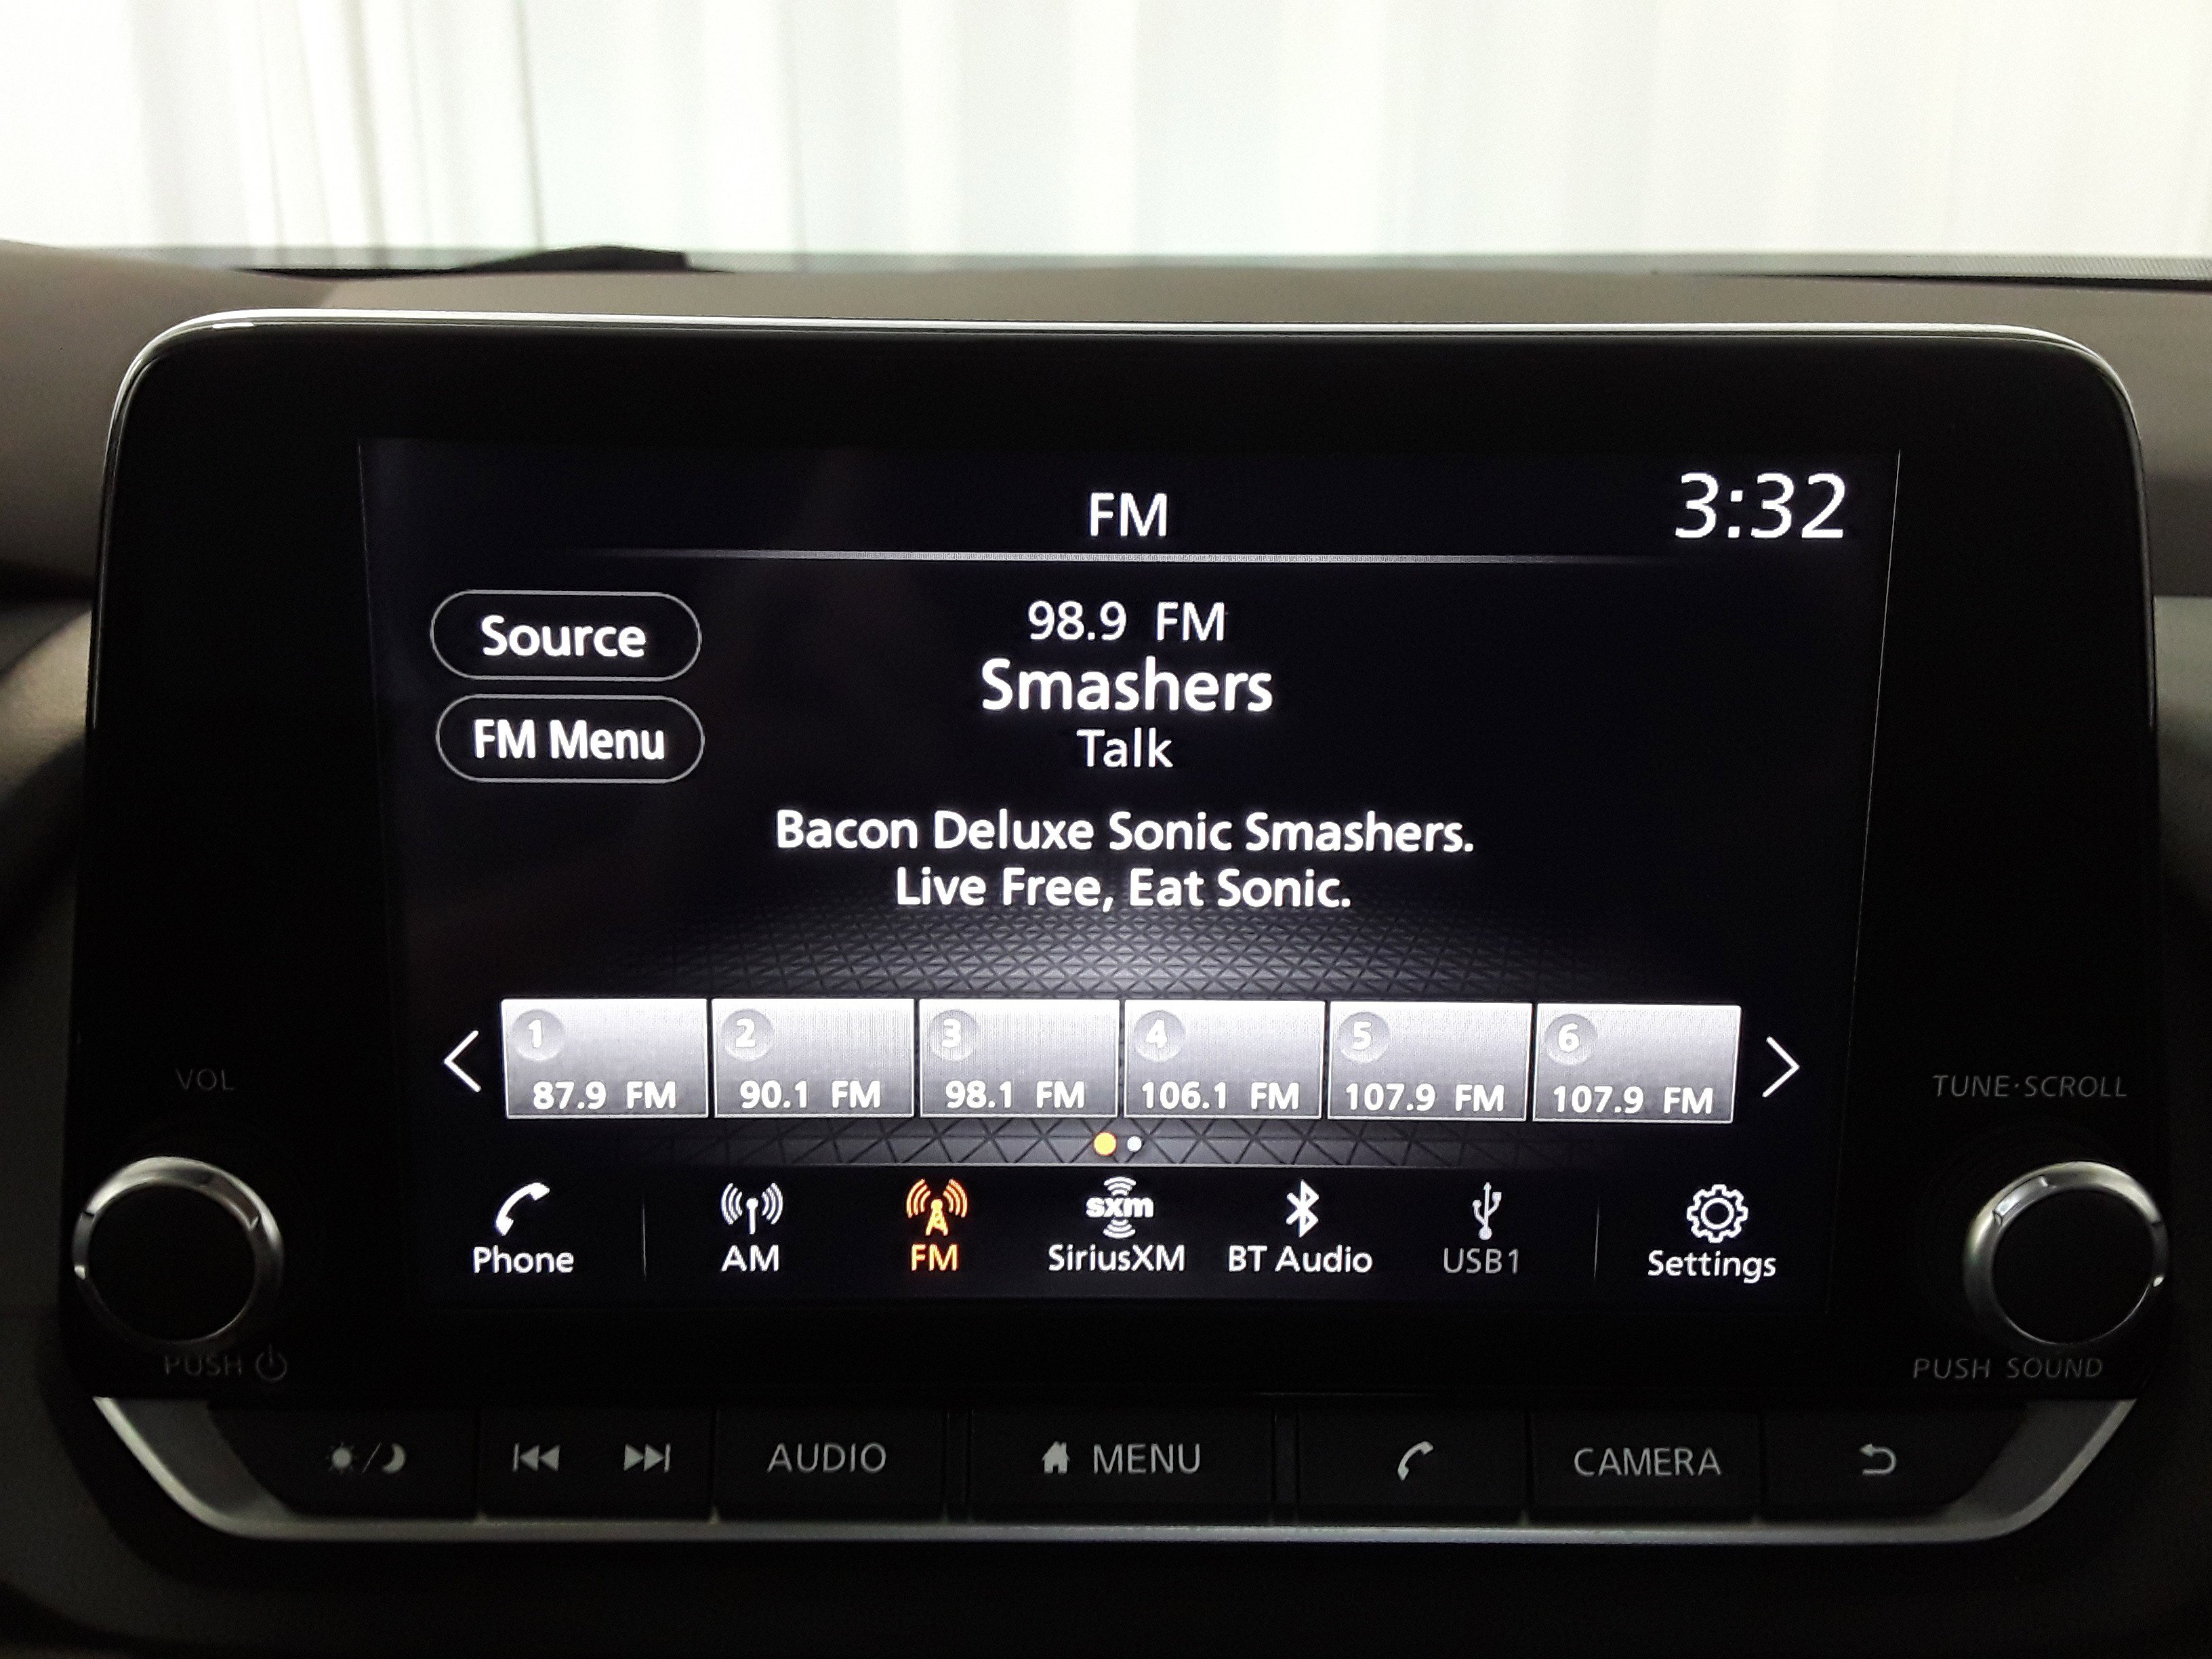 FM
3:32
Source
98.9 FM
Smashers
FM Menu
Talk
Bacon Deluxe Sonic Smashers.
Live Free, Eat Sonic.
1
2
3
4
5
6
87.9 FM
90.1 FM
98.1 FM
106.1 FM
107.9 FM
107.9 FM
VOL
TUNE·SCROLL
sxm
Phone
AM
FM
SiriusXM
BT Audio
USB1
Settings
PUSH
PUSH SOUND
AUDIO
MENU
CAMERA